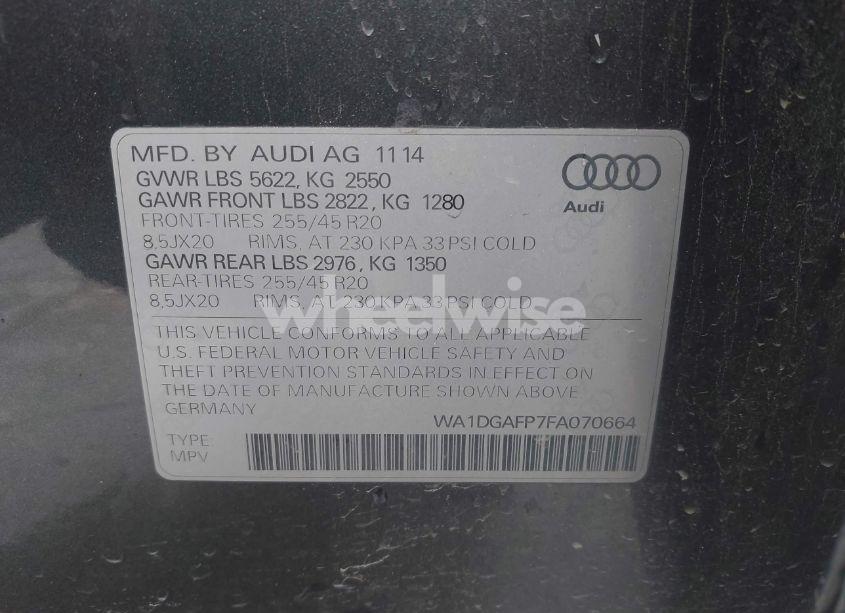 MFD. BY AUDI AG 11 14
GVWR LBS 5622, KG 2550
GAWR FRONT LBS 2822, KG 1280
FRONT-TIRES 255/45 R20
8,5JX20 RIMS, AT 230 KPA 33 PSI COLD
GAWR REAR LBS 2976, KG 1350
REAR-TIRES 255/45 R20
8,5JX20 RIMS, AT 230 KPA 33 PSI COLD
Audi
wheelwise
THIS VEHICLE CONFORMS TO ALL APPLICABLE
U.S. FEDERAL MOTOR VEHICLE SAFETY AND
THEFT PREVENTION STANDARDS IN EFFECT ON
THE DATE OF MANUFACTURE SHOWN ABOVE
GERMANY
WA1DGAFP7FA070664
TYPE:
MPV